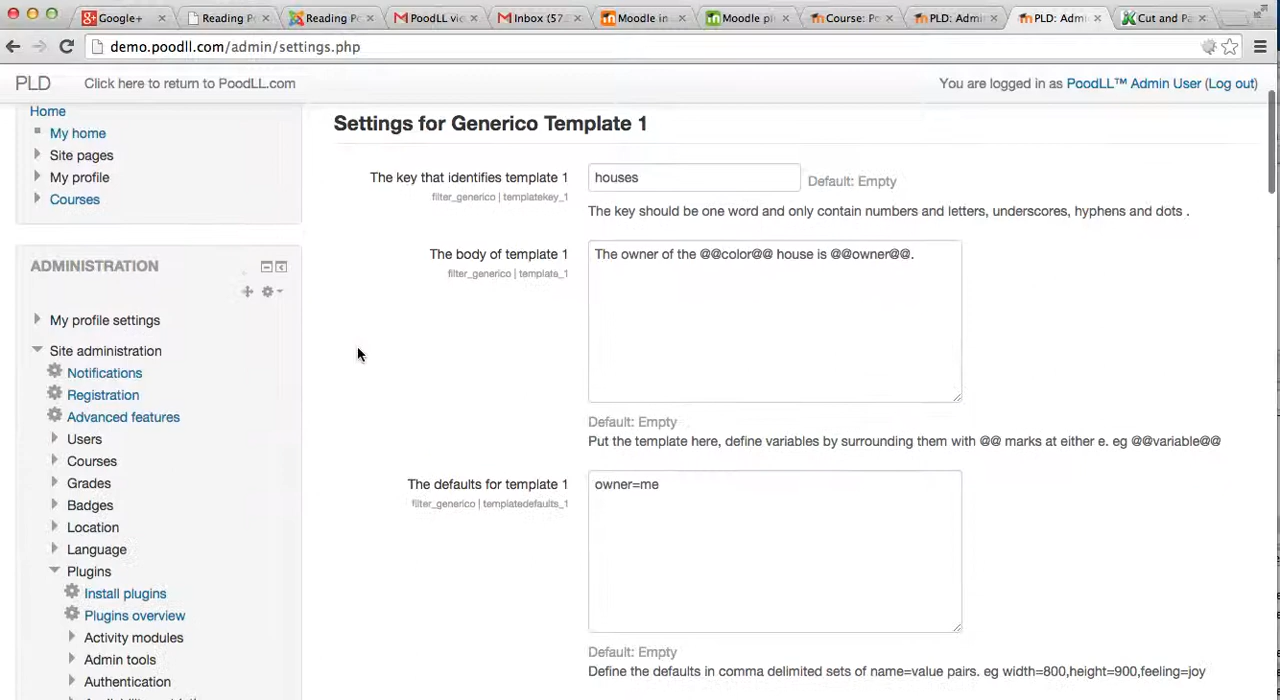 Google+
Reading P
Reading P
PoodLL vi
Inbox (57
Moodle in
Moodle pl
Course: Po
PLD: Admi
PLD: Admi
Cut and Pa
demo.poodll.com/admin/settings.php
PLD Click here to return to PoodLL.com You are logged in as PoodLL™ Admin User (Log out)
Home
My home
Site pages
My profile
Courses
ADMINISTRATION
My profile settings
Site administration
Notifications
Registration
Advanced features
Users
Courses
Grades
Badges
Location
Language
Plugins
Install plugins
Plugins overview
Activity modules
Admin tools
Authentication
Settings for Generico Template 1
The key that identifies template 1 houses Default: Empty
filter_generico | templatekey_1
The key should be one word and only contain numbers and letters, underscores, hyphens and dots .
The body of template 1 The owner of the @@color@@ house is @@owner@@.
filter_generico | template_1
Default: Empty
Put the template here, define variables by surrounding them with @@ marks at either e. eg @@variable@@
The defaults for template 1 owner=me
filter_generico | templatedefaults_1
Default: Empty
Define the defaults in comma delimited sets of name=value pairs. eg width=800,height=900,feeling=joy